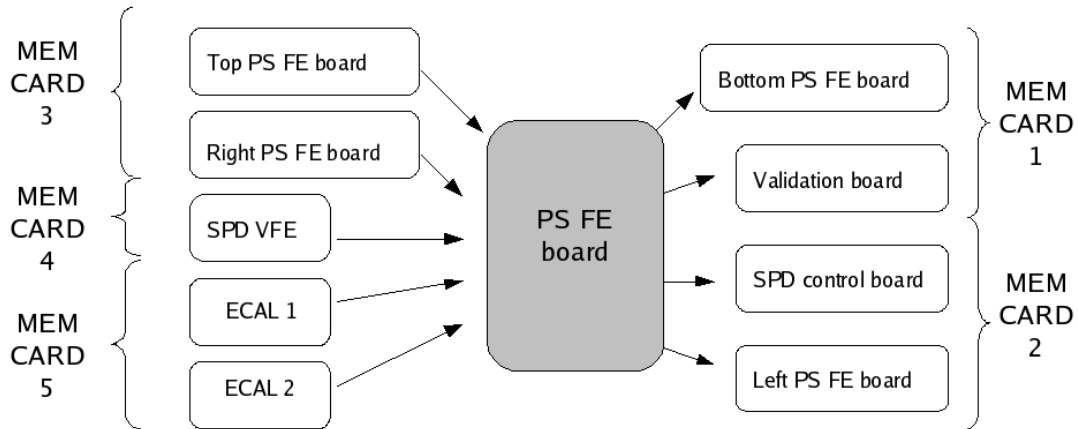 MEM
CARD
3
Top PS FE board
Right PS FE board
MEM
CARD
4
SPD VFE
MEM
CARD
5
ECAL 1
ECAL 2
PS FE
board
Bottom PS FE board
Validation board
MEM
CARD
1
SPD control board
Left PS FE board
MEM
CARD
2